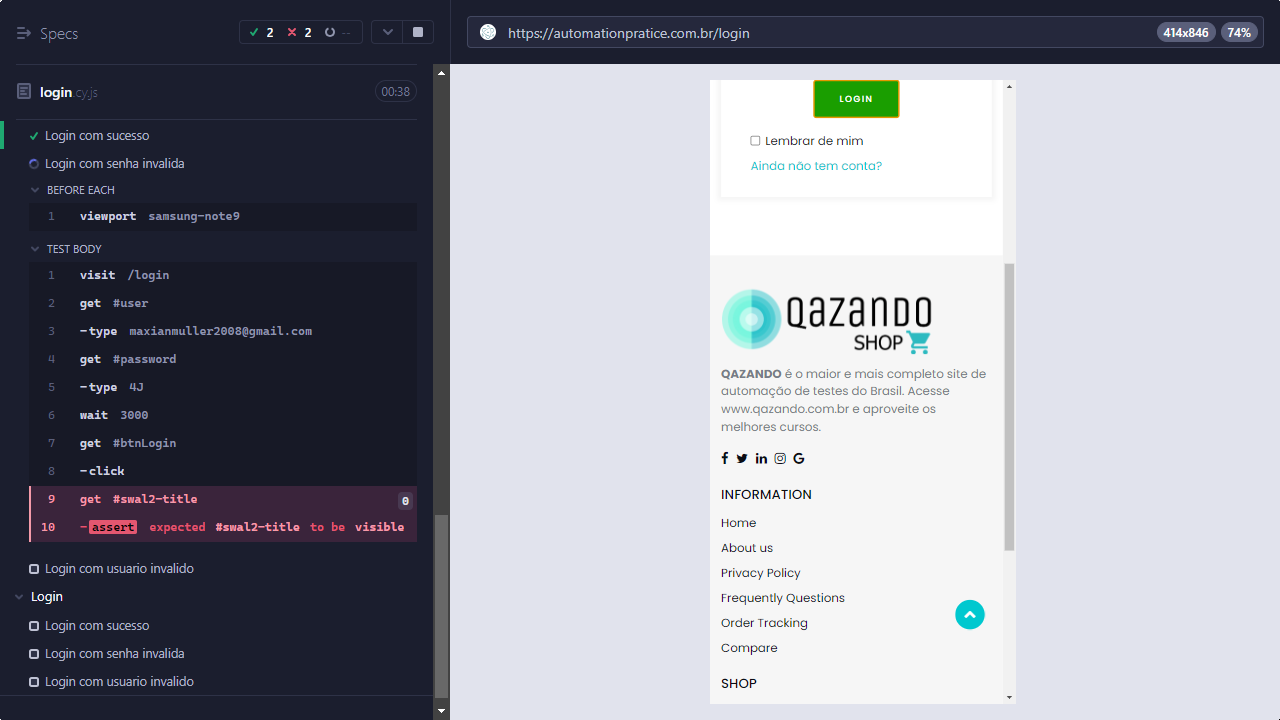 Specs
2
2
--
https://automationpratice.com.br/login
414x846
74%
login.cy.js
00:38
Login com sucesso
Login com senha invalida
BEFORE EACH
1 viewport samsung-note9
TEST BODY
1 visit /login
2 get #user
3 -type maxianmuller2008@gmail.com
4 get #password
5 -type 4J
6 wait 3000
7 get #btnLogin
8 -click
9 get #swal2-title 0
10 -assert expected #swal2-title to be visible
Login com usuario invalido
Login
Login com sucesso
Login com senha invalida
Login com usuario invalido
LOGIN
Lembrar de mim
Ainda não tem conta?
QAZANDO
SHOP
QAZANDO é o maior e mais completo site de
automação de testes do Brasil. Acesse
www.qazando.com.br e aproveite os
melhores cursos.
INFORMATION
Home
About us
Privacy Policy
Frequently Questions
Order Tracking
Compare
SHOP